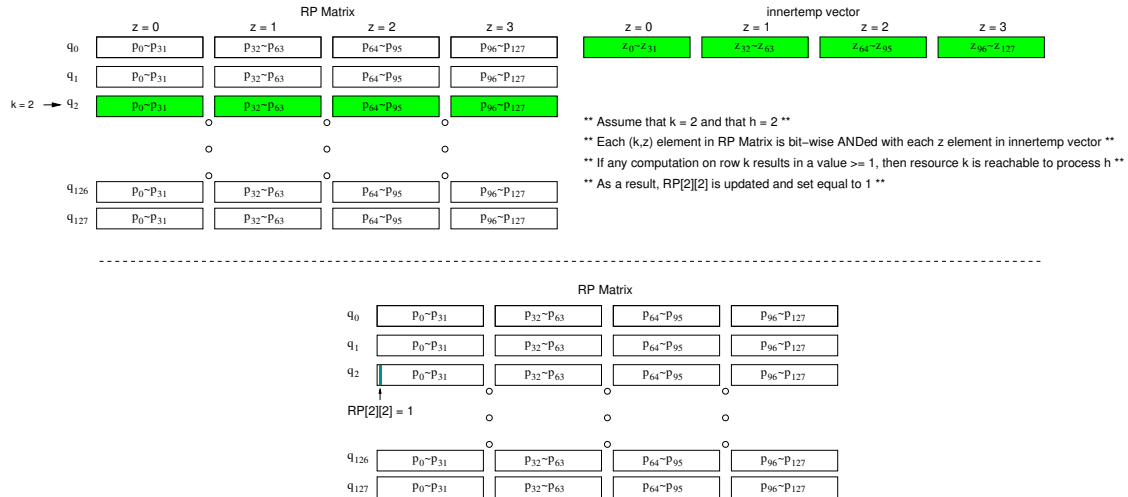 RP Matrix
z = 0 z = 1 z = 2 z = 3
q0 p0~p31 p32~p63 p64~p95 p96~p127
q1 p0~p31 p32~p63 p64~p95 p96~p127
k = 2 q2 p0~p31 p32~p63 p64~p95 p96~p127
q126 p0~p31 p32~p63 p64~p95 p96~p127
q127 p0~p31 p32~p63 p64~p95 p96~p127
innertemp vector
z = 0 z = 1 z = 2 z = 3
z0~z31 z32~z63 z64~z95 z96~z127
** Assume that k = 2 and that h = 2 **
** Each (k,z) element in RP Matrix is bit–wise ANDed with each z element in innertemp vector **
** If any computation on row k results in a value >= 1, then resource k is reachable to process h **
** As a result, RP[2][2] is updated and set equal to 1 **
RP Matrix
q0 p0~p31 p32~p63 p64~p95 p96~p127
q1 p0~p31 p32~p63 p64~p95 p96~p127
q2 p0~p31 p32~p63 p64~p95 p96~p127
RP[2][2] = 1
q126 p0~p31 p32~p63 p64~p95 p96~p127
q127 p0~p31 p32~p63 p64~p95 p96~p127